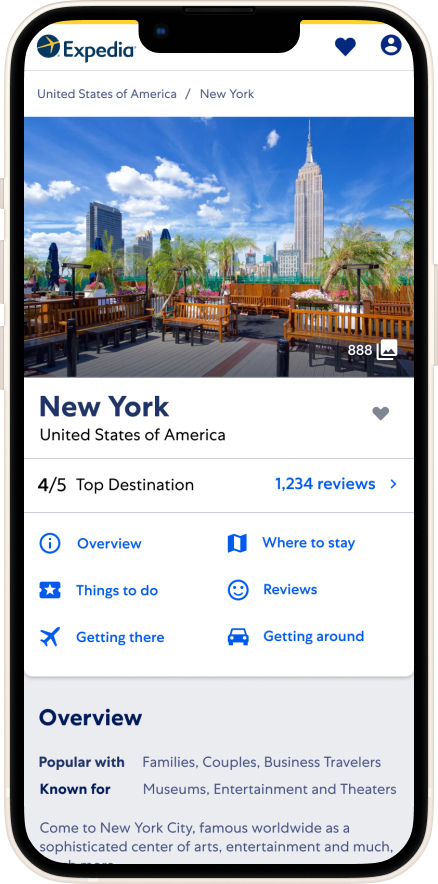 Expedia
United States of America / New York
888
New York
United States of America
4/5 Top Destination 1,234 reviews
Overview Where to stay
Things to do Reviews
Getting there Getting around
Overview
Popular with Families, Couples, Business Travelers
Known for Museums, Entertainment and Theaters
Come to New York City, famous worldwide as a
sophisticated center of arts, entertainment and much,